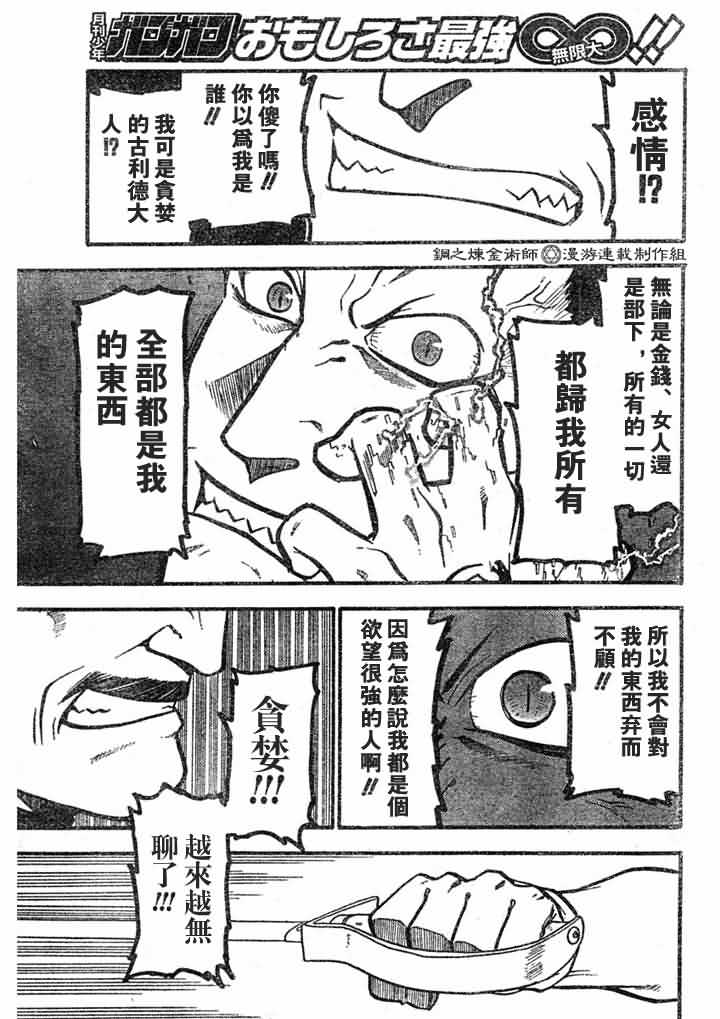 月刊少年
ガンガン おもしろさ最強 ∞ 無限大 !!
感情!?
你傻了嗎!!
你以爲我是
誰!!
我可是貪婪
的古利德大
人!?
鋼之煉金術師 漫游連載制作組
無論是金錢、女人還
是部下，所有的一切
都歸我所有
全部都是我
的東西
所以我不會對
我的東西弃而
不顧!!
因爲怎麼說我都是個
欲望很強的人啊!!
貪婪!!!
越來越無
聊了!!!